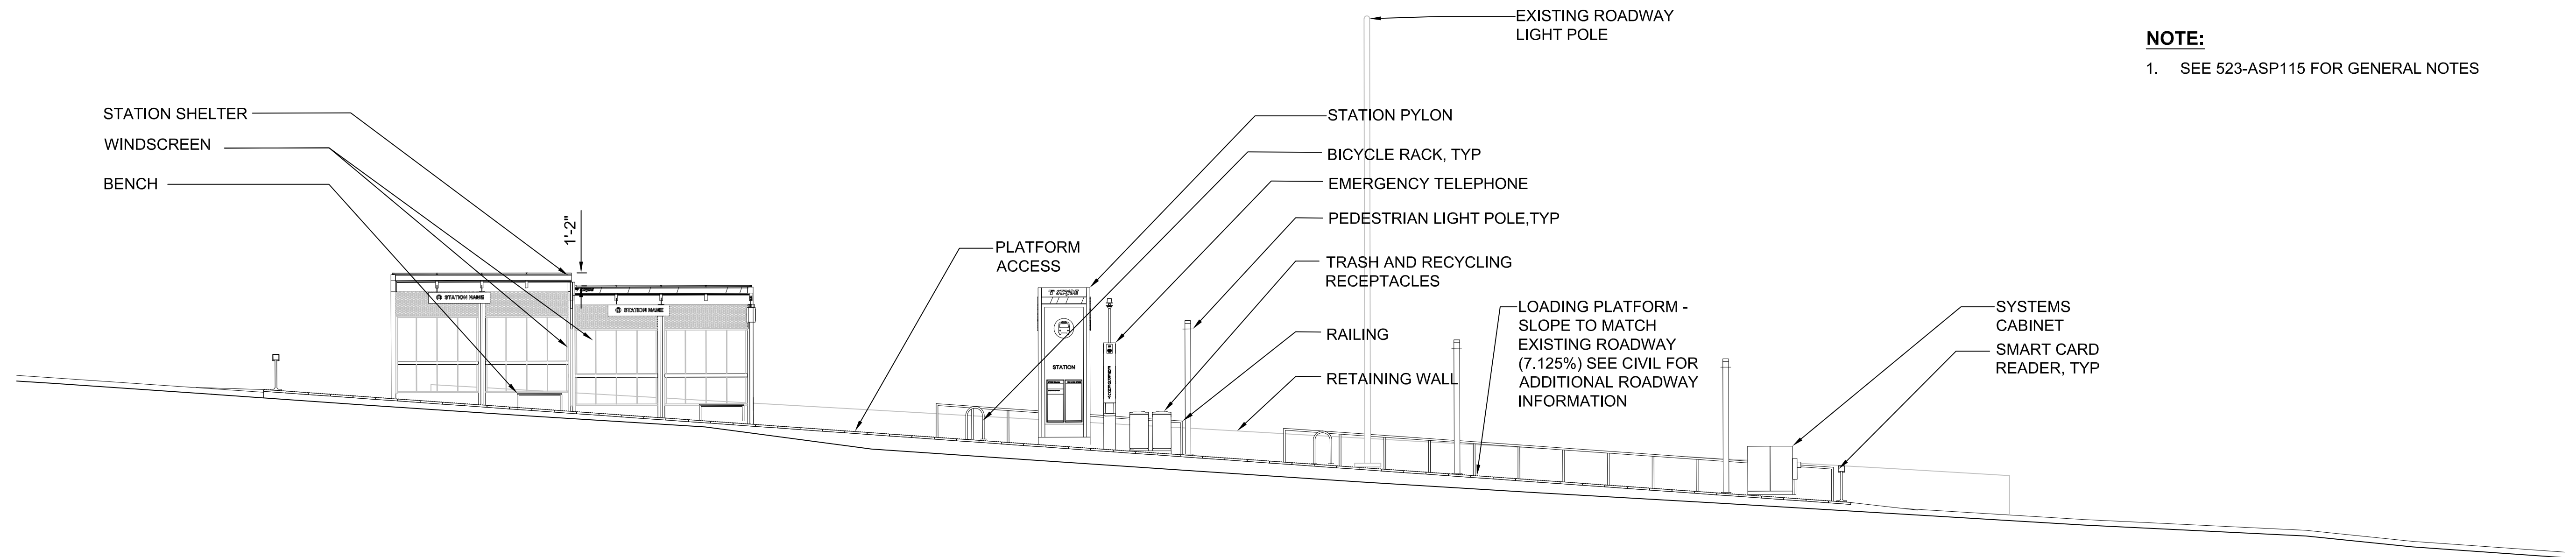 EXISTING ROADWAY
LIGHT POLE
NOTE:
1. SEE 523-ASP115 FOR GENERAL NOTES
STATION SHELTER
WINDSCREEN
BENCH
1'-2"
STATION PYLON
BICYCLE RACK, TYP
EMERGENCY TELEPHONE
PEDESTRIAN LIGHT POLE,TYP
PLATFORM
ACCESS
TRASH AND RECYCLING
RECEPTACLES
RAILING
RETAINING WALL
LOADING PLATFORM -
SLOPE TO MATCH
EXISTING ROADWAY
(7.125%) SEE CIVIL FOR
ADDITIONAL ROADWAY
INFORMATION
SYSTEMS
CABINET
SMART CARD
READER, TYP
STATION NAME
STATION NAME
STRIDE
STATION